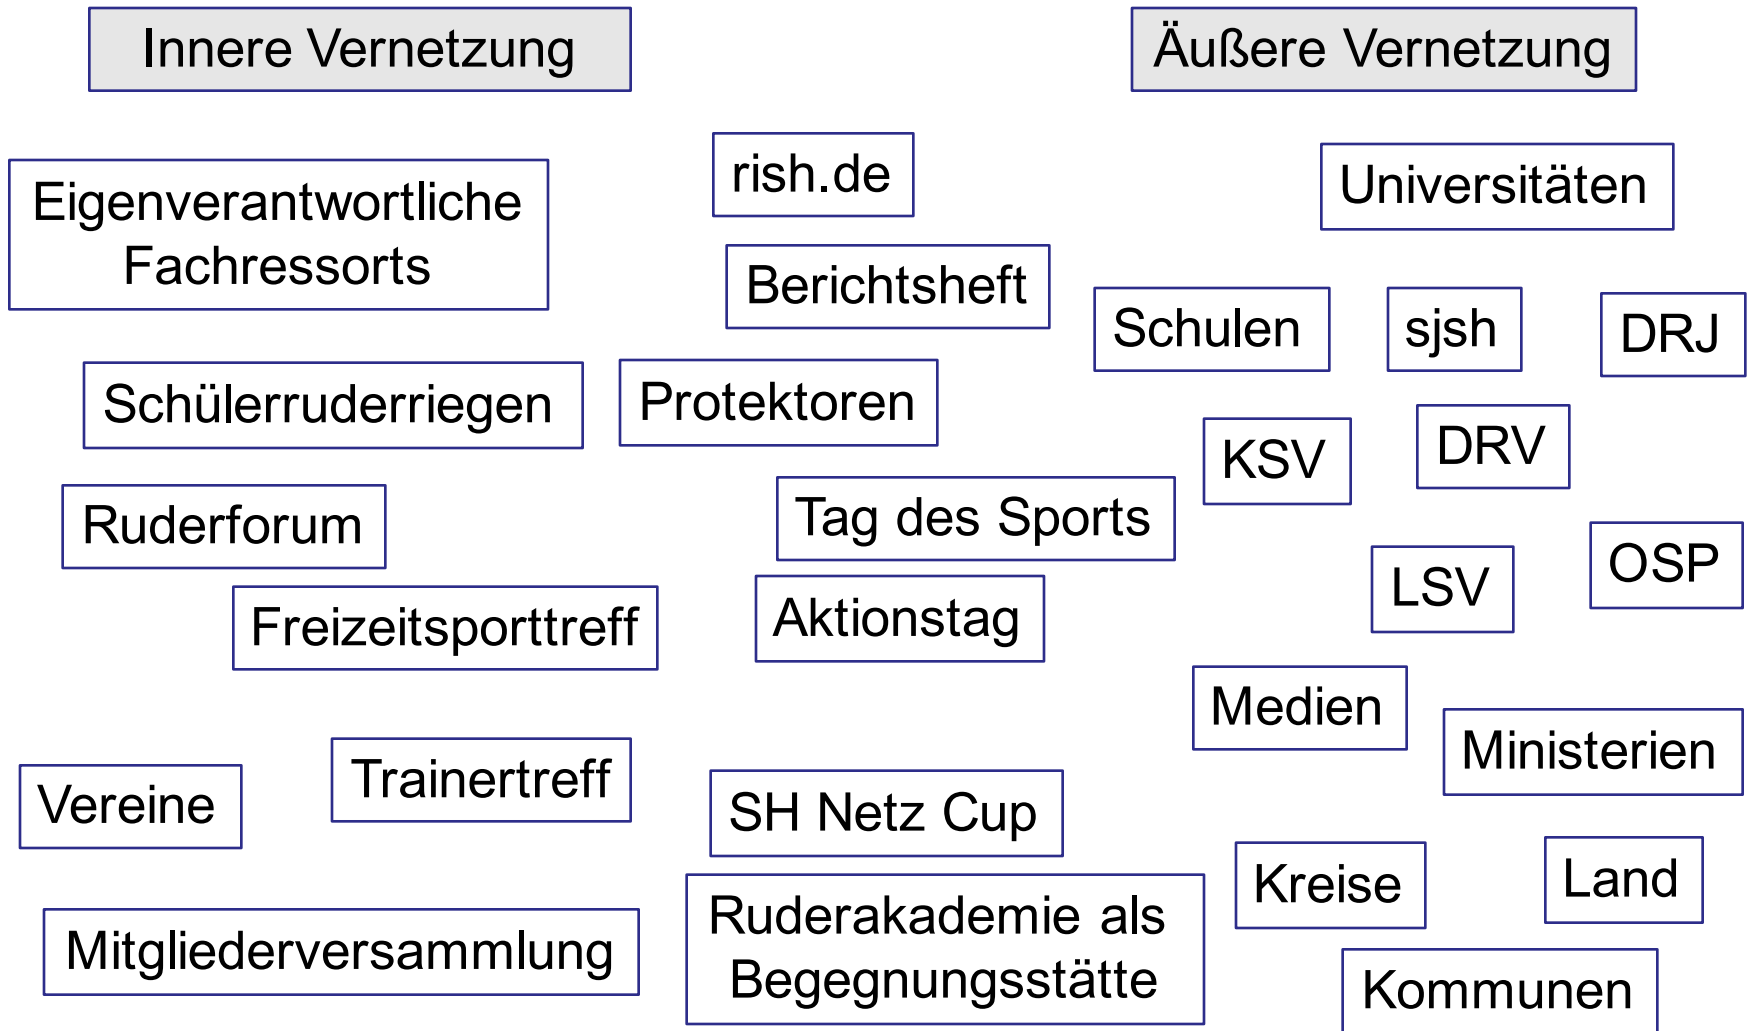 Innere Vernetzung
Äußere Vernetzung
rish.de
Universitäten
Eigenverantwortliche
Fachressorts
Berichtsheft
Schulen
sjsh
DRJ
Schülerruderriegen
Protektoren
KSV
DRV
Ruderforum
Tag des Sports
LSV
OSP
Freizeitsporttreff
Aktionstag
Medien
Ministerien
Vereine
Trainertreff
SH Netz Cup
Kreise
Land
Mitgliederversammlung
Ruderakademie als
Begegnungsstätte
Kommunen